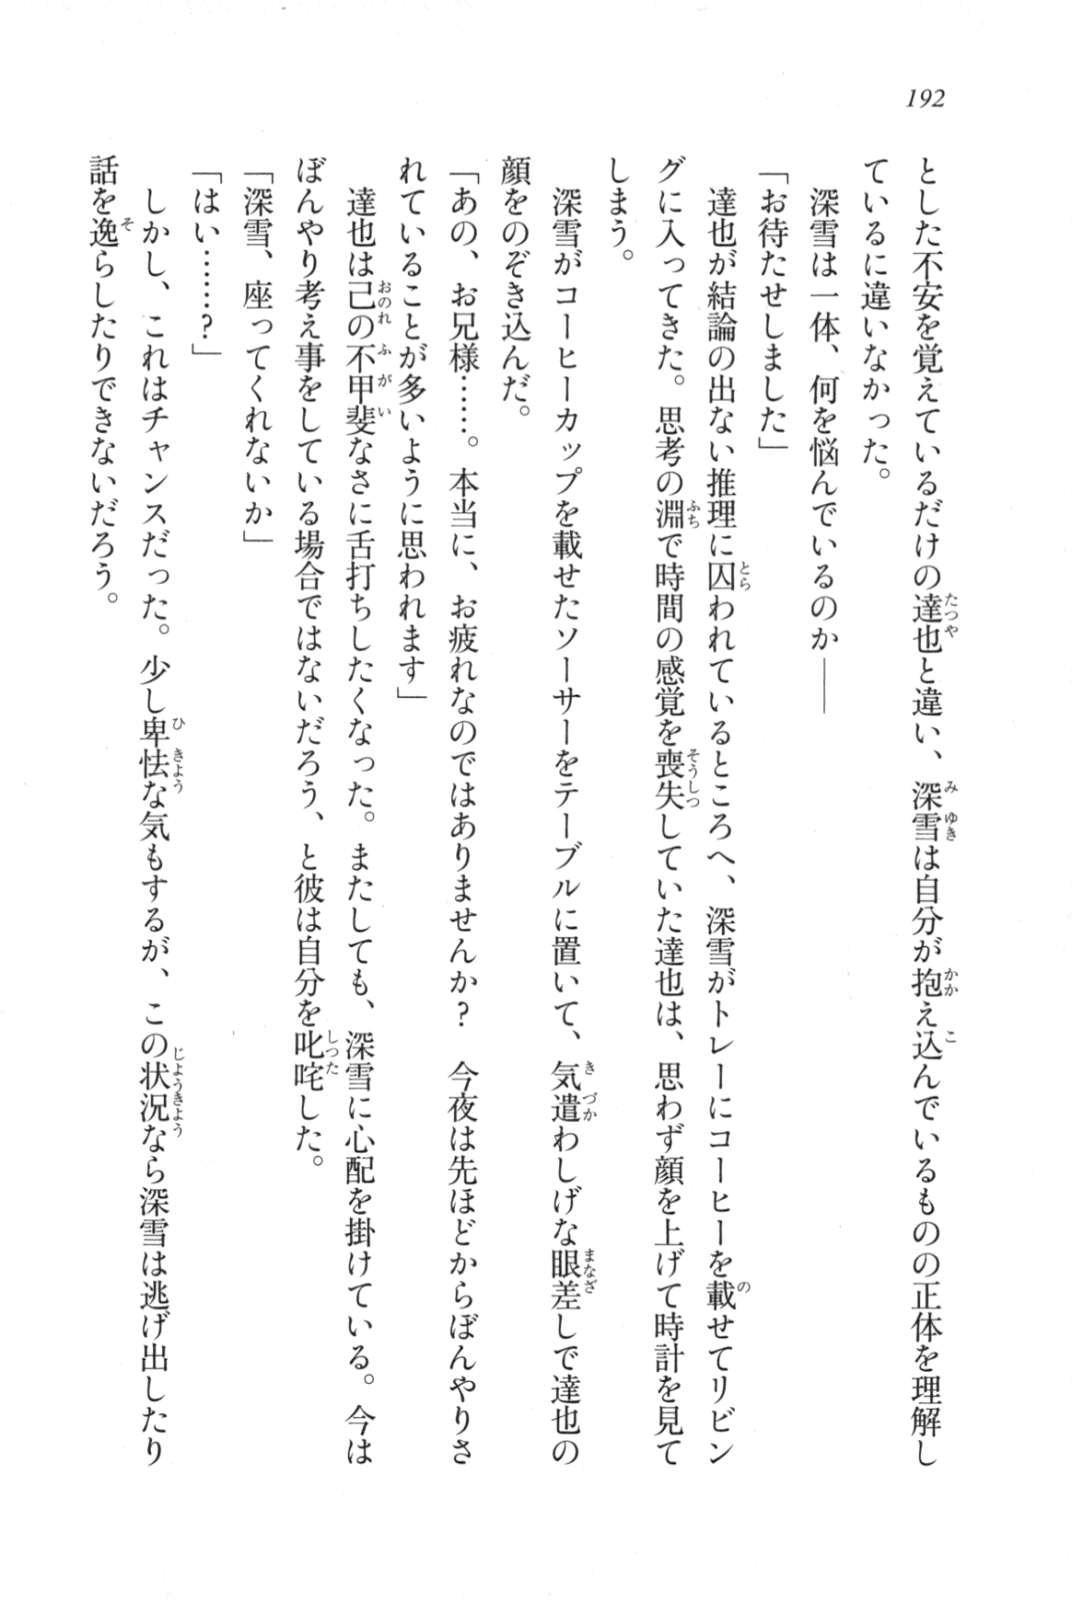 192
とした不安を覚えているだけの達也と違い、深雪は自分が抱え込んでいるものの正体を理解し
ているに違いなかった。
　深雪は一体、何を悩んでいるのか――
「お待たせしました」
　達也が結論の出ない推理に囚われているところへ、深雪がトレーにコーヒーを載せてリビン
グに入ってきた。思考の淵で時間の感覚を喪失していた達也は、思わず顔を上げて時計を見て
しまう。
　深雪がコーヒーカップを載せたソーサーをテーブルに置いて、気遣わしげな眼差しで達也の
顔をのぞき込んだ。
「あの、お兄様……。本当に、お疲れなのではありませんか？　今夜は先ほどからぼんやりさ
れていることが多いように思われます」
　達也は己の不甲斐なさに舌打ちしたくなった。またしても、深雪に心配を掛けている。今は
ぼんやり考え事をしている場合ではないだろう、と彼は自分を叱咤した。
「深雪、座ってくれないか」
「はい……？」
　しかし、これはチャンスだった。少し卑怯な気もするが、この状況なら深雪は逃げ出したり
話を逸らしたりできないだろう。